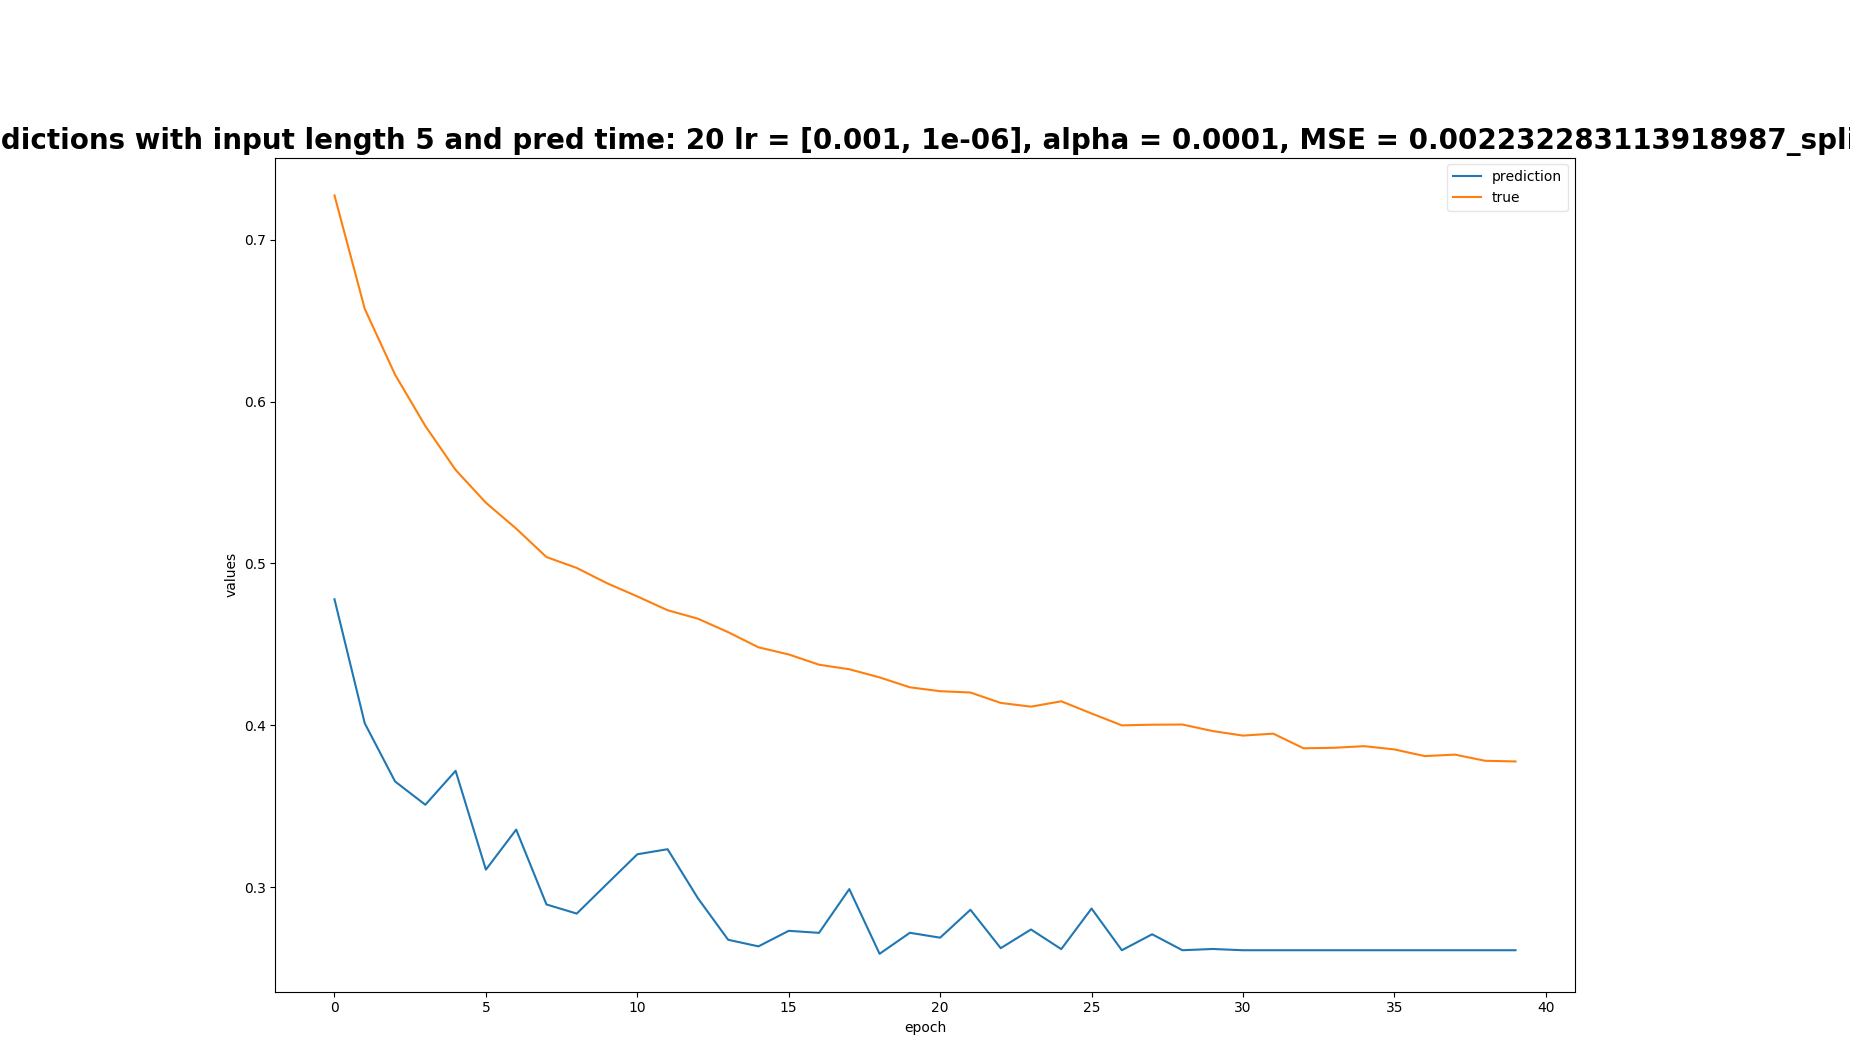 dictions with input length 5 and pred time: 20 lr = [0.001, 1e-06], alpha = 0.0001, MSE = 0.002232283113918987_spli
prediction
true
0.7
0.6
0.5
0.4
0.3
values
0 5 10 15 20 25 30 35 40
epoch